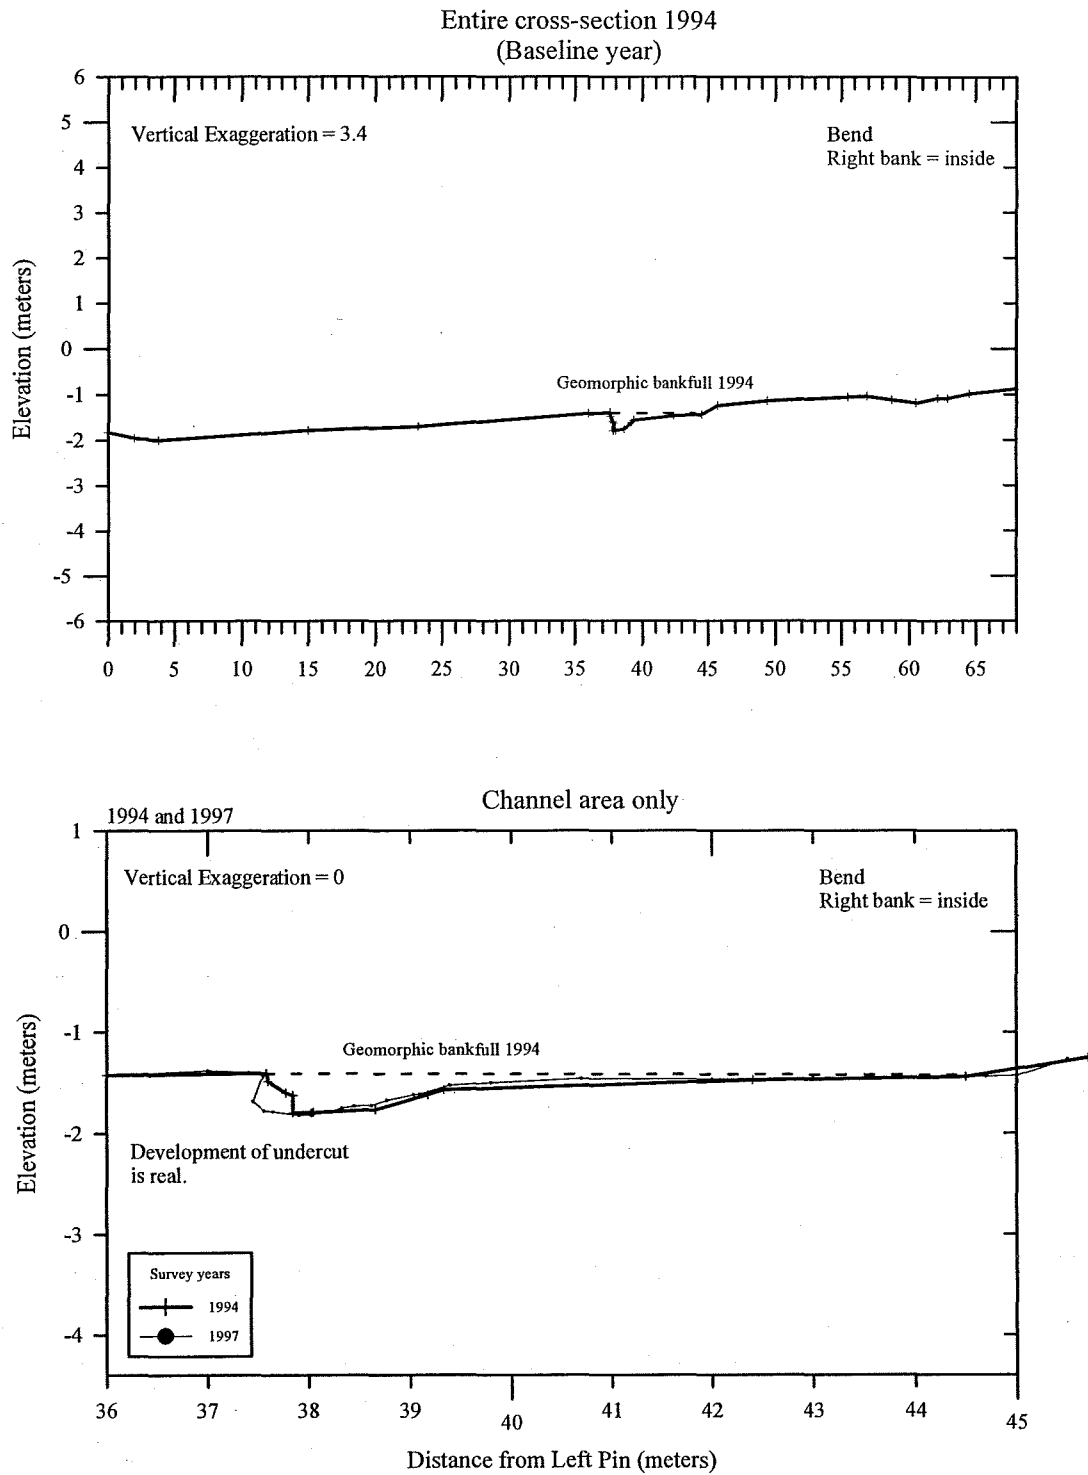 Entire cross-section 1994
(Baseline year)
6
5
4
3
2
1
0
-1
-2
-3
-4
-5
-6
Elevation (meters)
Vertical Exaggeration = 3.4
Bend
Right bank = inside
Geomorphic bankfull 1994
0 5 10 15 20 25 30 35 40 45 50 55 60 65
Channel area only
1994 and 1997
1
0
-1
-2
-3
-4
Elevation (meters)
Vertical Exaggeration = 0
Bend
Right bank = inside
Geomorphic bankfull 1994
Development of undercut
is real.
Survey years
1994
1997
36 37 38 39 40 41 42 43 44 45
Distance from Left Pin (meters)